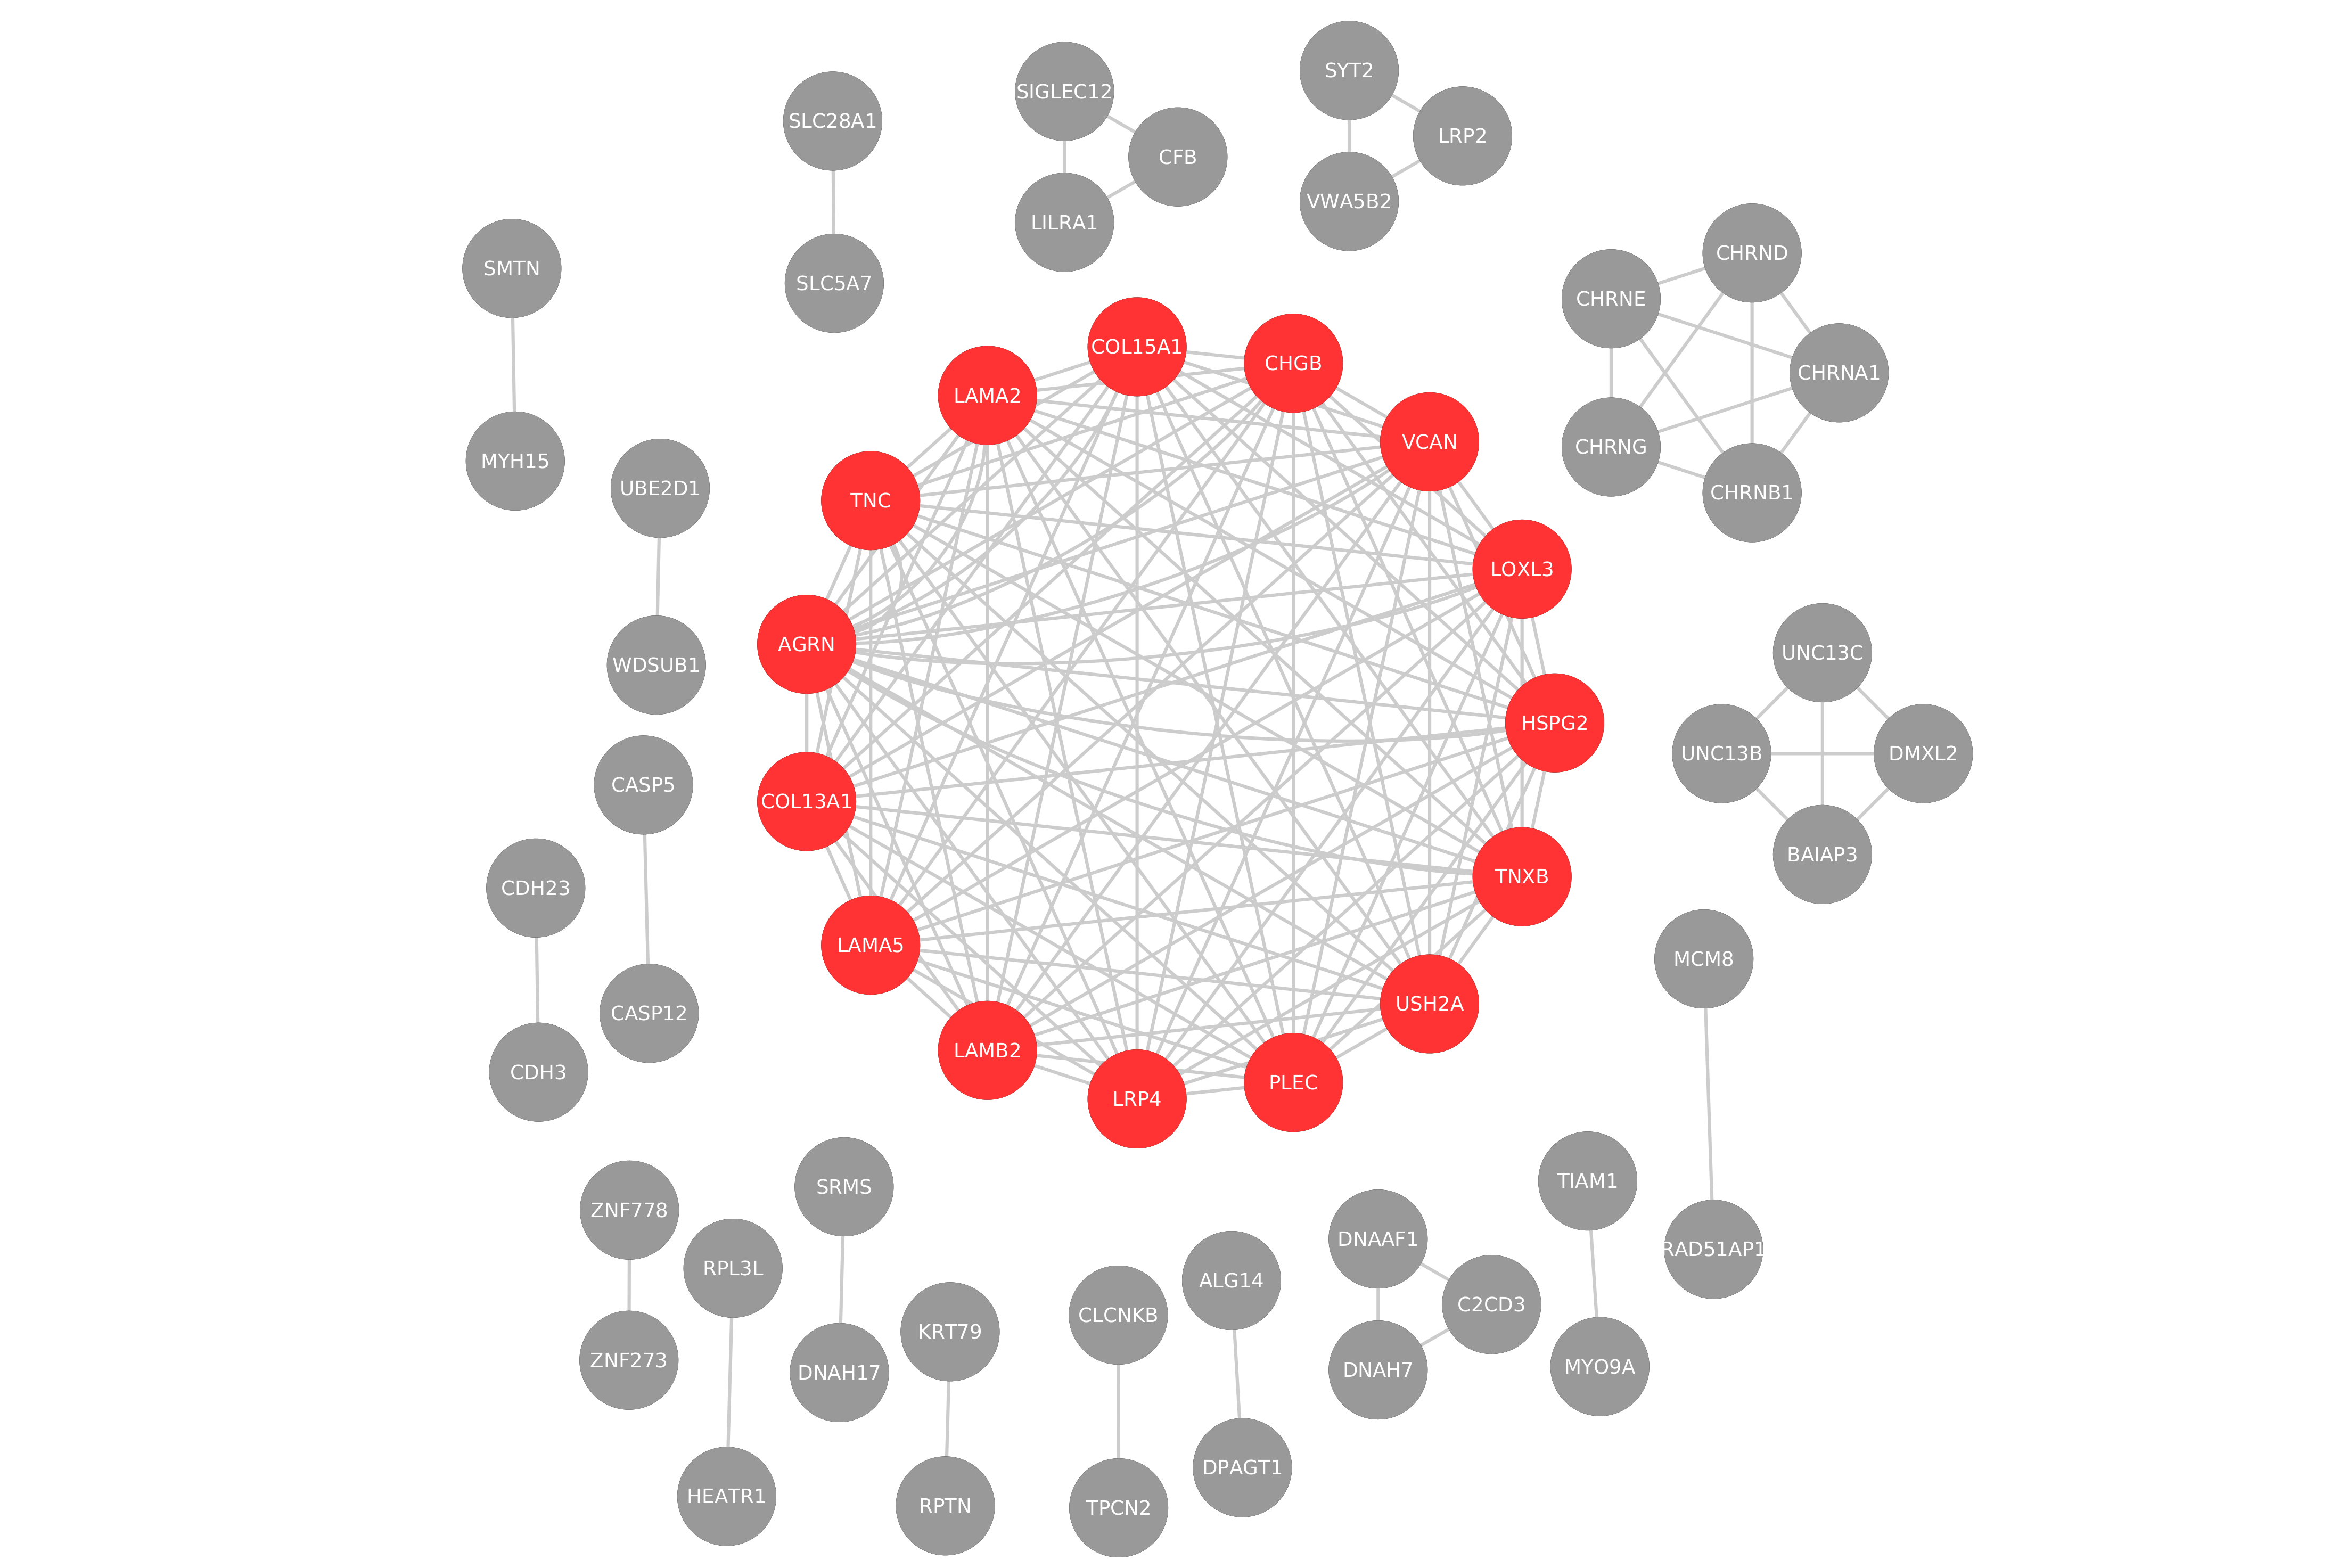 SYT2
SIGLEC12
SLC28A1
LRP2
CFB
VWA5B2
LILRA1
CHRND
SMTN
SLC5A7
CHRNE
COL15A1
CHGB
CHRNA1
LAMA2
VCAN
CHRNG
MYH15
UBE2D1
CHRNB1
TNC
LOXL3
AGRN
UNC13C
WDSUB1
HSPG2
UNC13B
DMXL2
CASP5
COL13A1
BAIAP3
TNXB
CDH23
LAMA5
MCM8
USH2A
CASP12
LAMB2
CDH3
PLEC
LRP4
TIAM1
SRMS
ZNF778
DNAAF1
RAD51AP1
RPL3L
ALG14
C2CD3
CLCNKB
KRT79
ZNF273
MYO9A
DNAH7
DNAH17
DPAGT1
HEATR1
RPTN
TPCN2